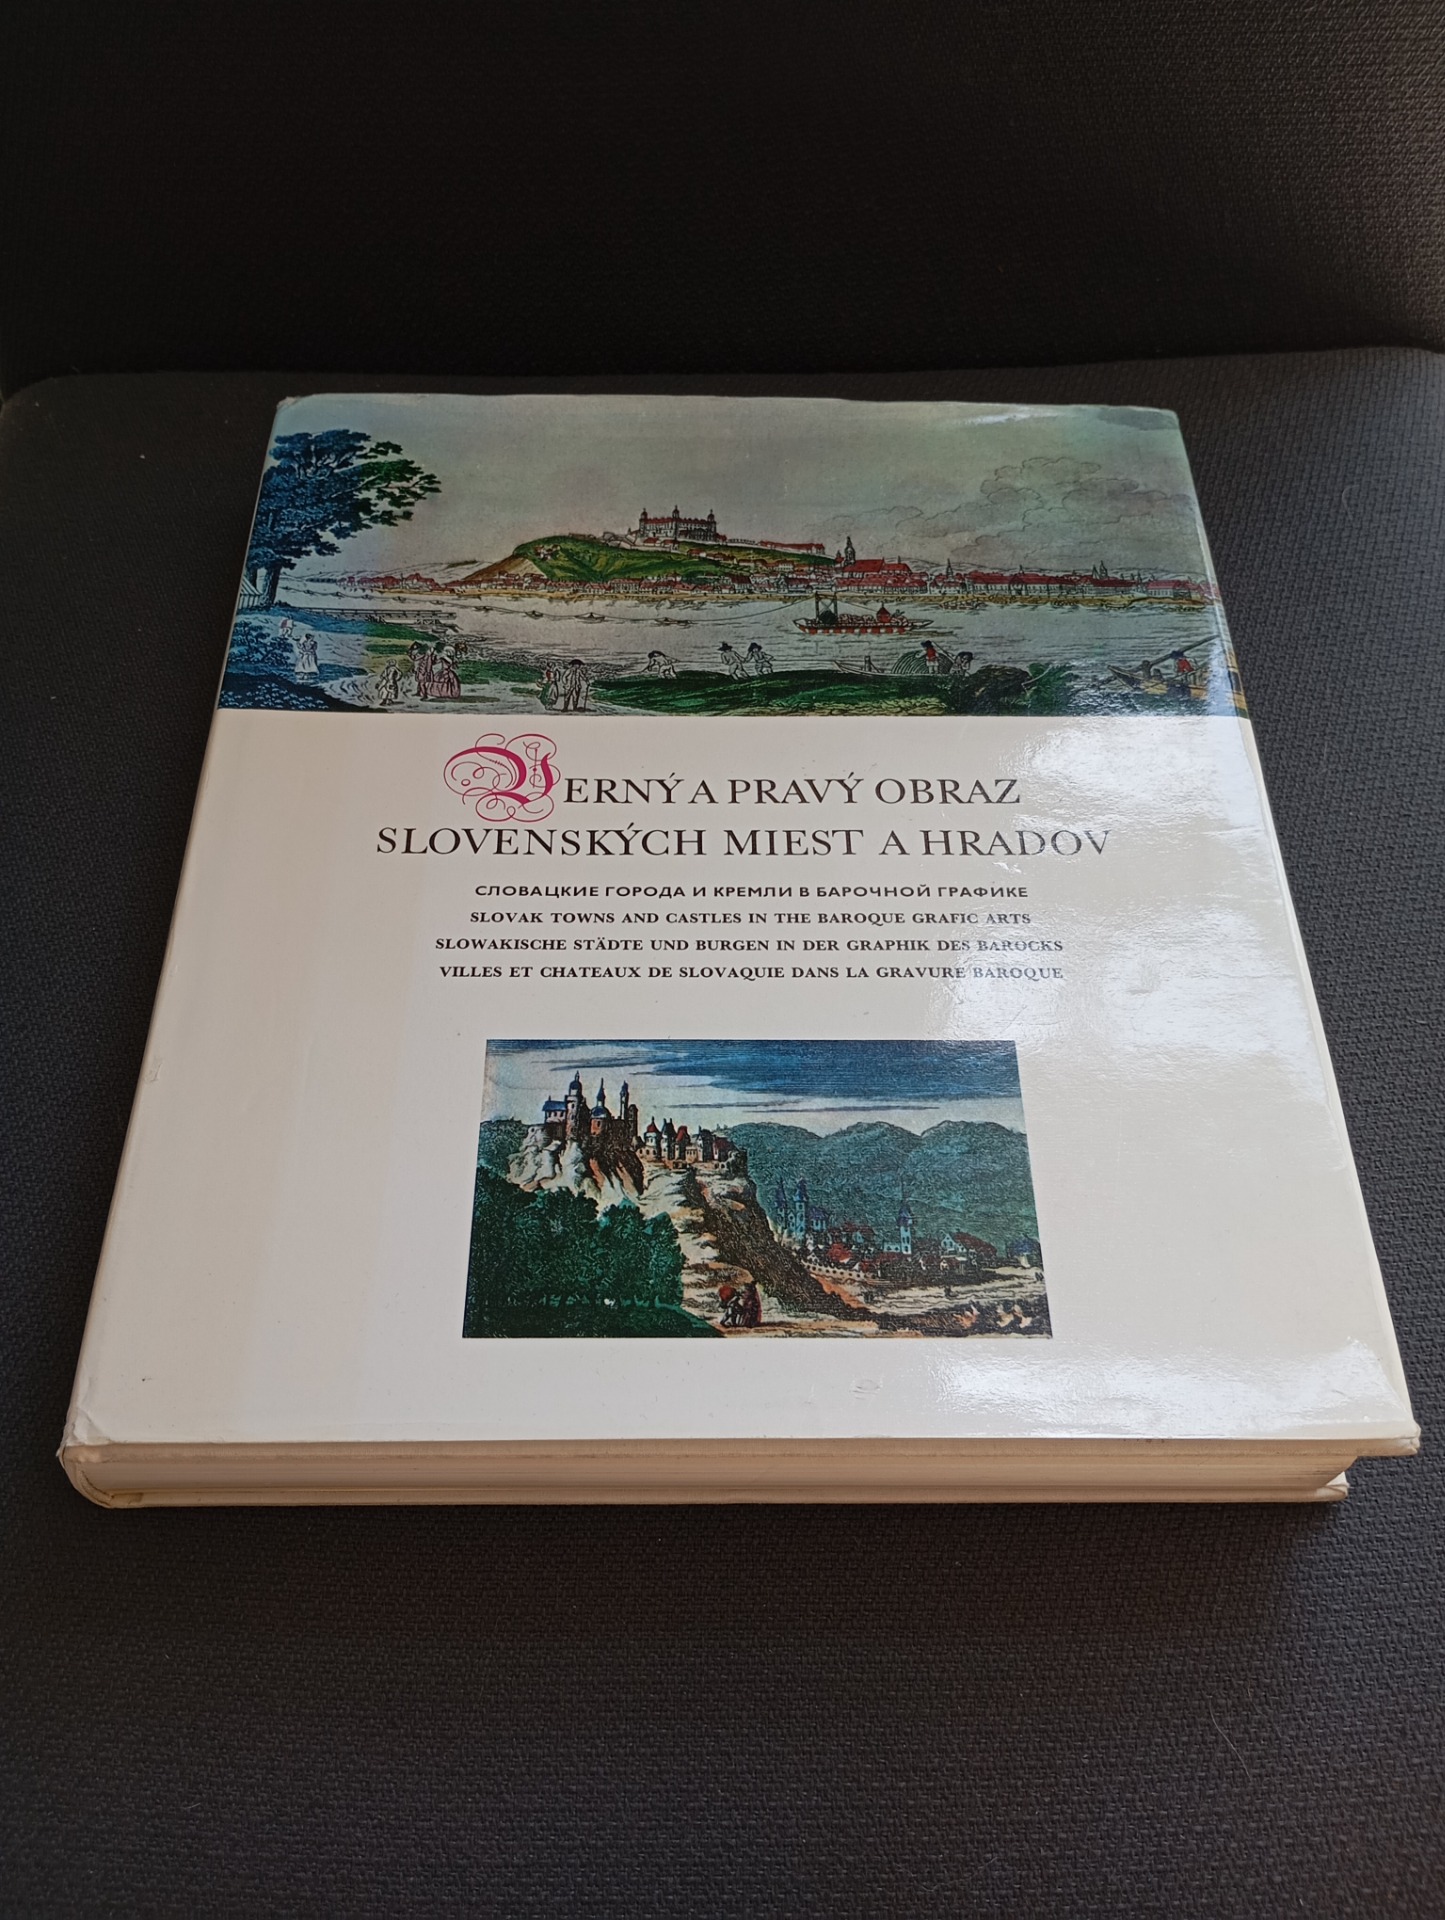 VERNÝ A PRAVÝ OBRAZ
SLOVENSKÝCH MIEST A HRADOV
СЛОВАЦКИЕ ГОРОДА И КРЕМЛИ В БАРОЧНОЙ ГРАФИКЕ
SLOVAK TOWNS AND CASTLES IN THE BAROQUE GRAFIC ARTS
SLOWAKISCHE STÄDTE UND BURGEN IN DER GRAPHIK DES BAROCKS
VILLES ET CHATEAUX DE SLOVAQUIE DANS LA GRAVURE BAROQUE